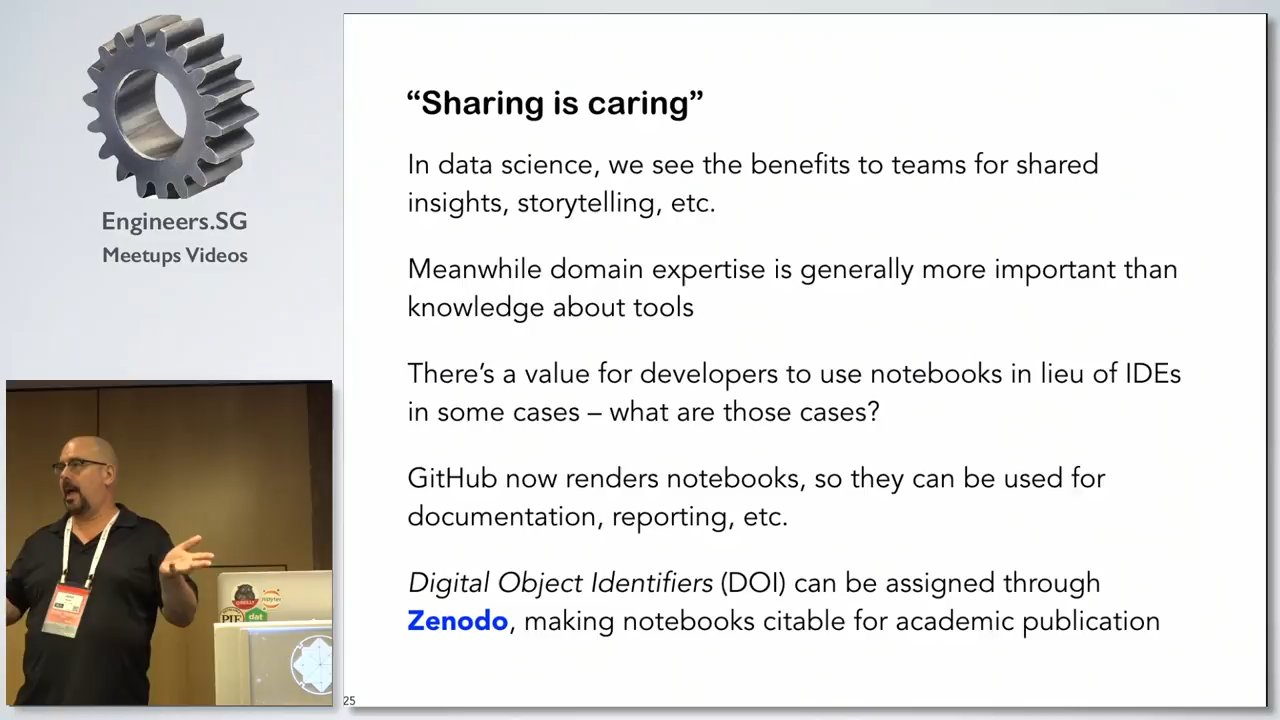 Engineers.SG
Meetups Videos
“Sharing is caring”
In data science, we see the benefits to teams for shared
insights, storytelling, etc.
Meanwhile domain expertise is generally more important than
knowledge about tools
There’s a value for developers to use notebooks in lieu of IDEs
in some cases – what are those cases?
GitHub now renders notebooks, so they can be used for
documentation, reporting, etc.
Digital Object Identifiers (DOI) can be assigned through
Zenodo, making notebooks citable for academic publication
25
PIE
dat